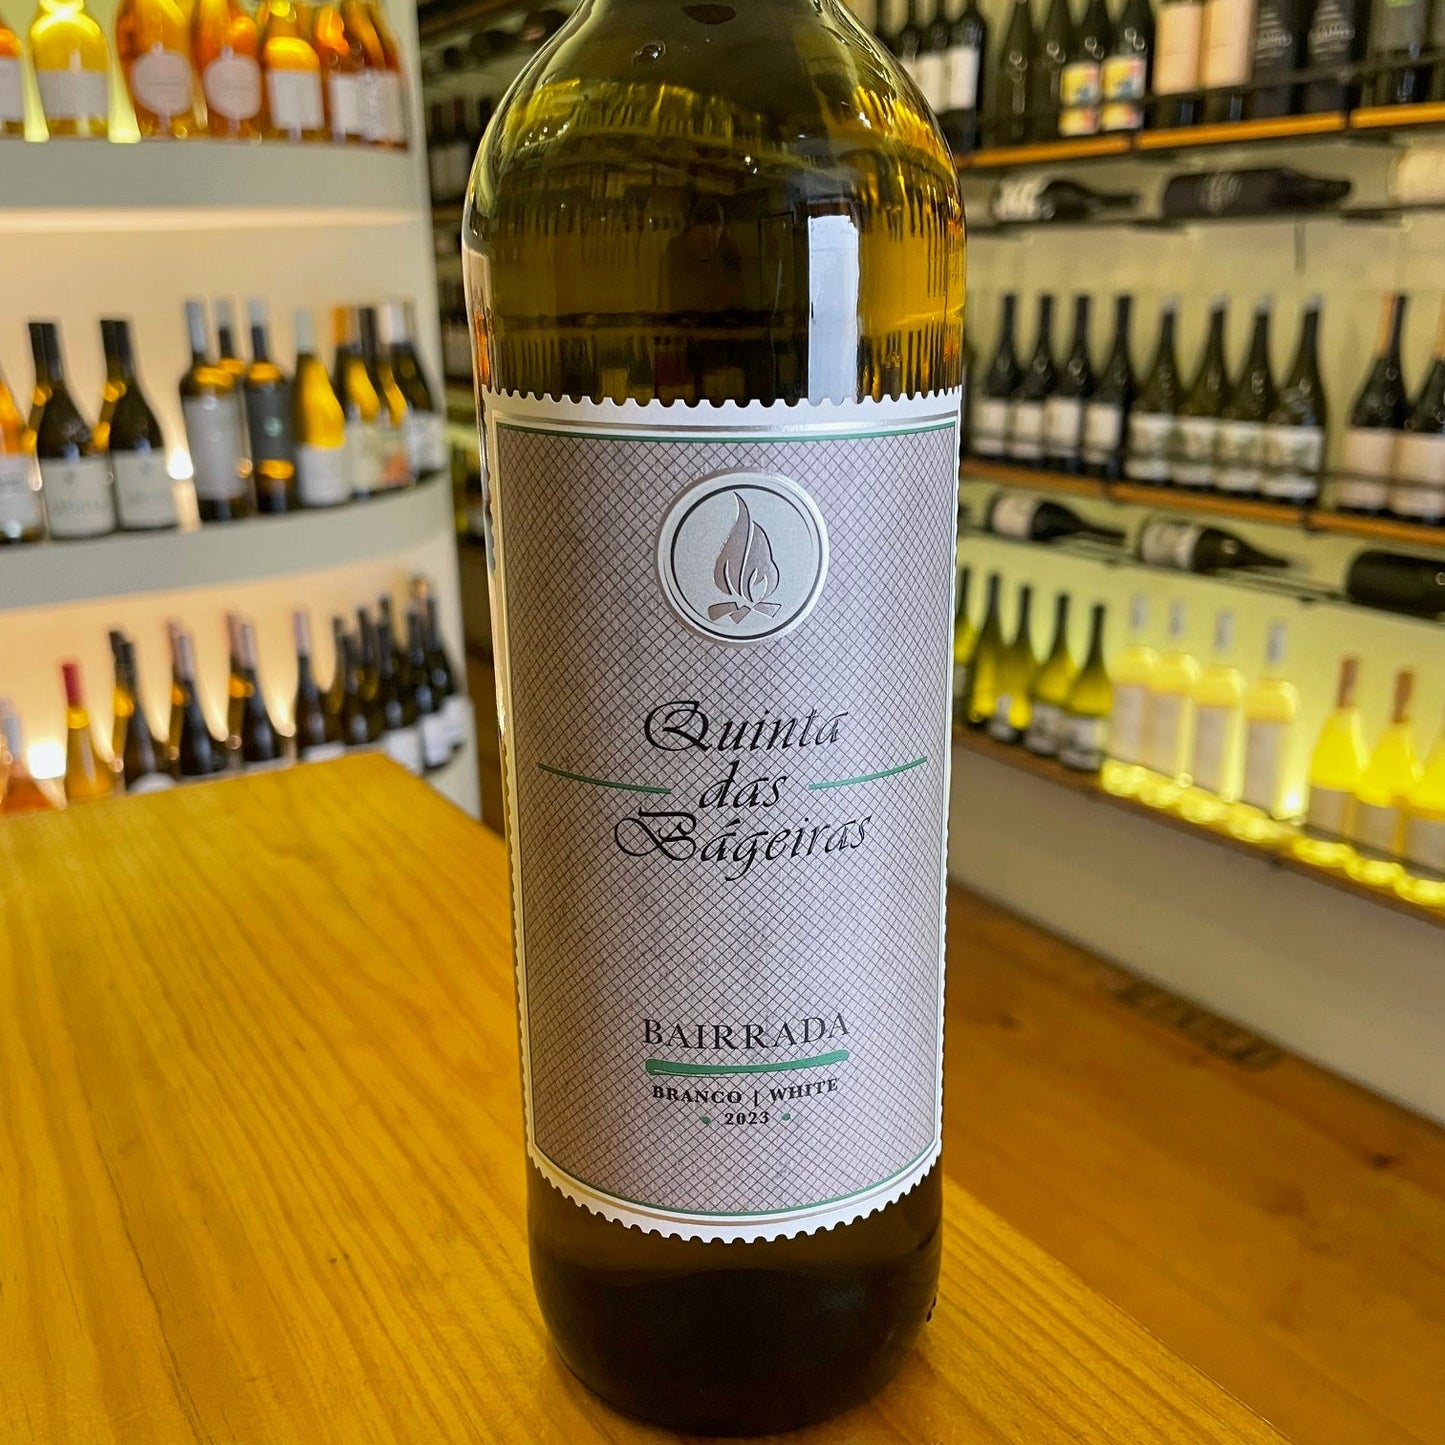 Quinta
das
Bágeiras
BAIRRADA
BRANCO | WHITE
• 2023 •